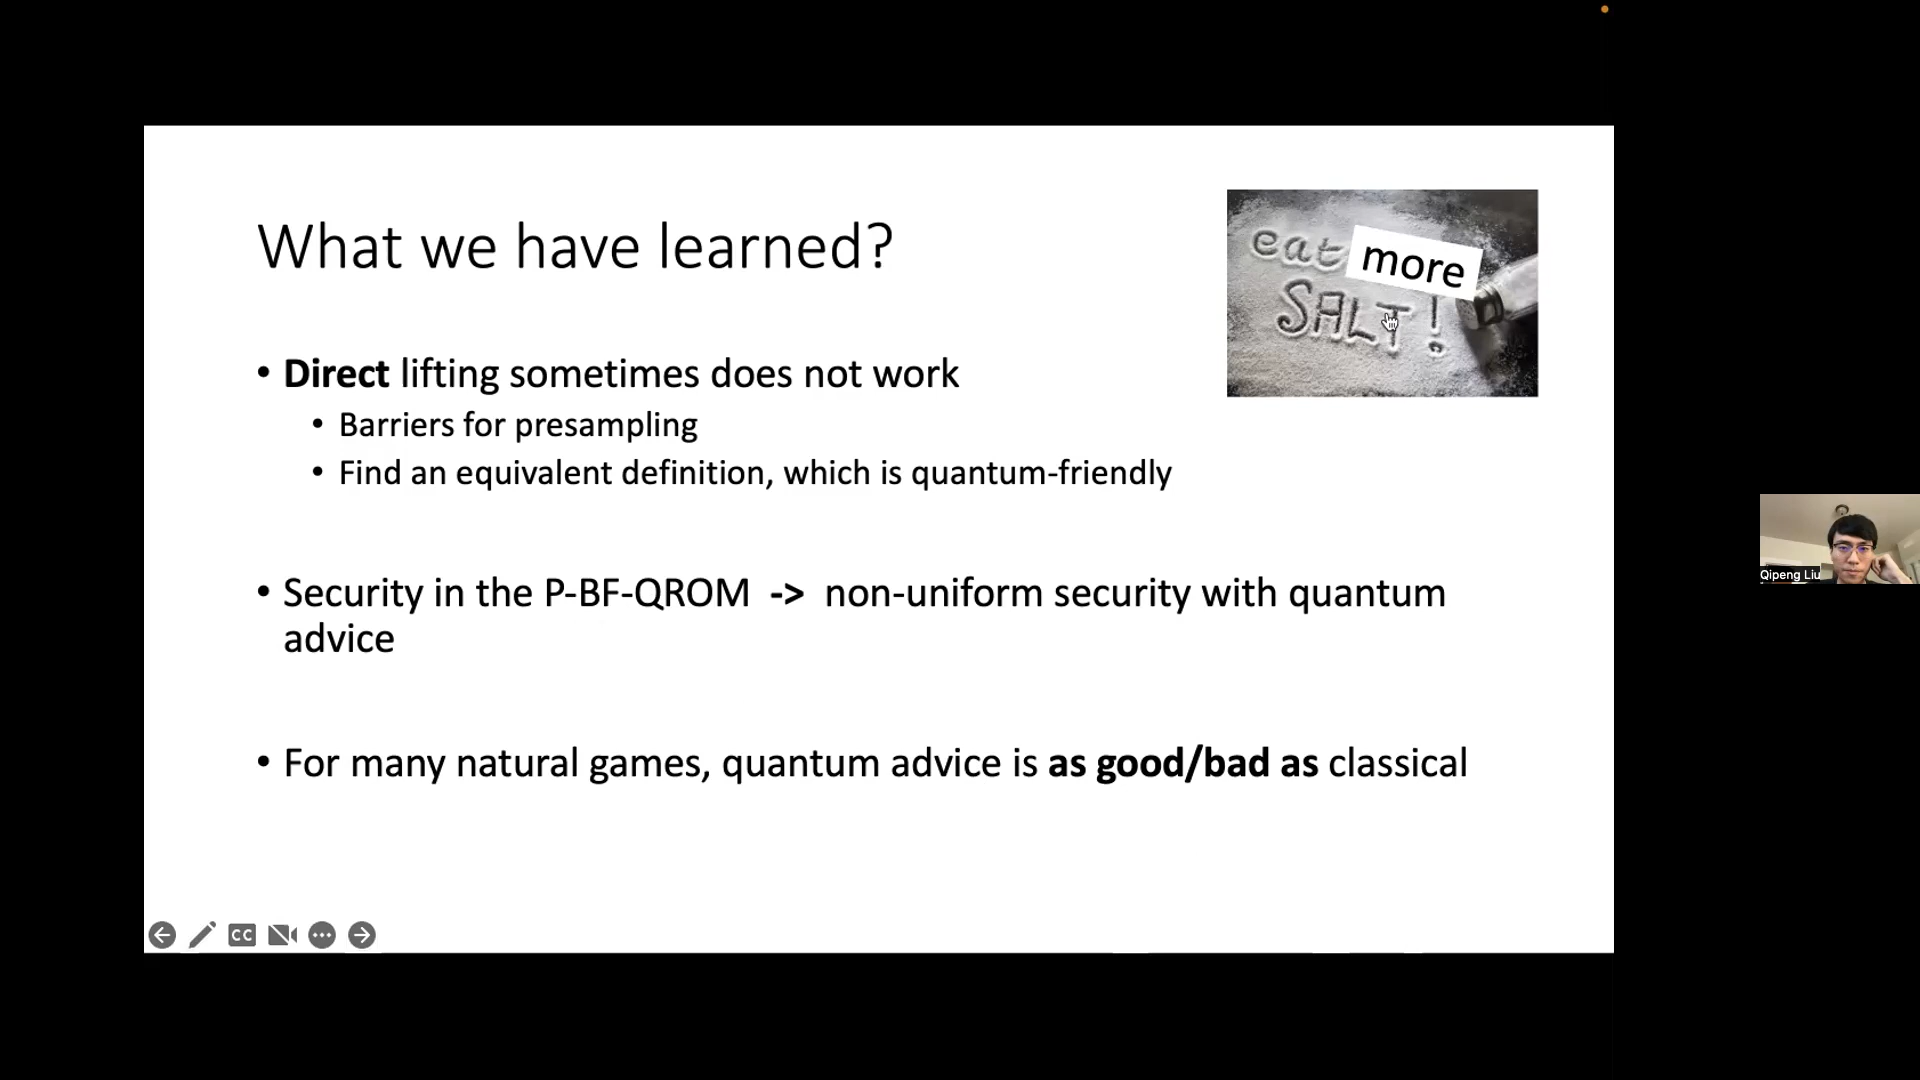 What we have learned?
eat more
SALT!
• Direct lifting sometimes does not work
• Barriers for presampling
• Find an equivalent definition, which is quantum-friendly
• Security in the P-BF-QROM -> non-uniform security with quantum
advice
• For many natural games, quantum advice is as good/bad as classical
CC
Qipeng Liu